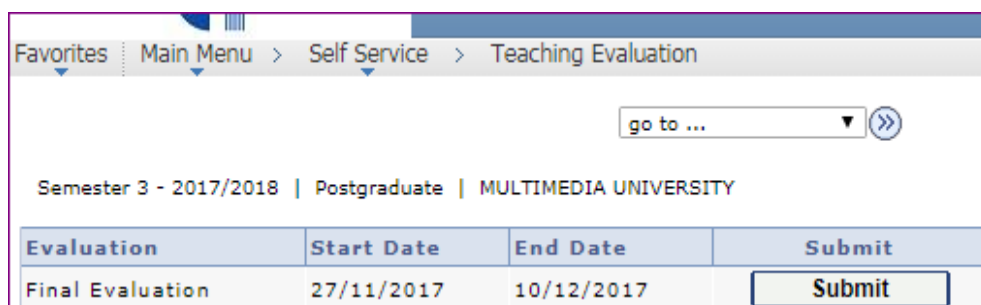 Favorites Main Menu > Self Service > Teaching Evaluation
go to ...
Semester 3 - 2017/2018 | Postgraduate | MULTIMEDIA UNIVERSITY
Evaluation Start Date End Date Submit
Final Evaluation 27/11/2017 10/12/2017 Submit